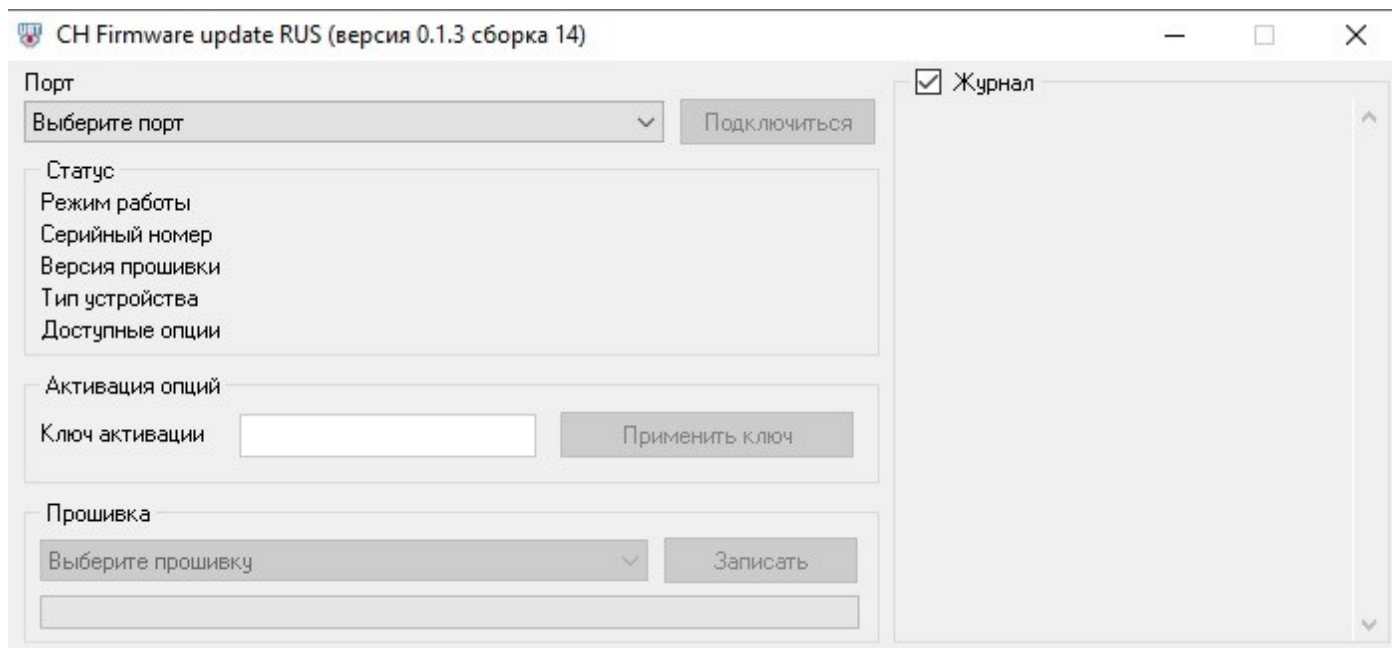 CH Firmware update RUS (версия 0.1.3 сборка 14)
Порт
Выберите порт
Подключиться
Статус
Режим работы
Серийный номер
Версия прошивки
Тип устройства
Доступные опции
Активация опций
Ключ активации
Применить ключ
Прошивка
Выберите прошивку
Записать
Журнал